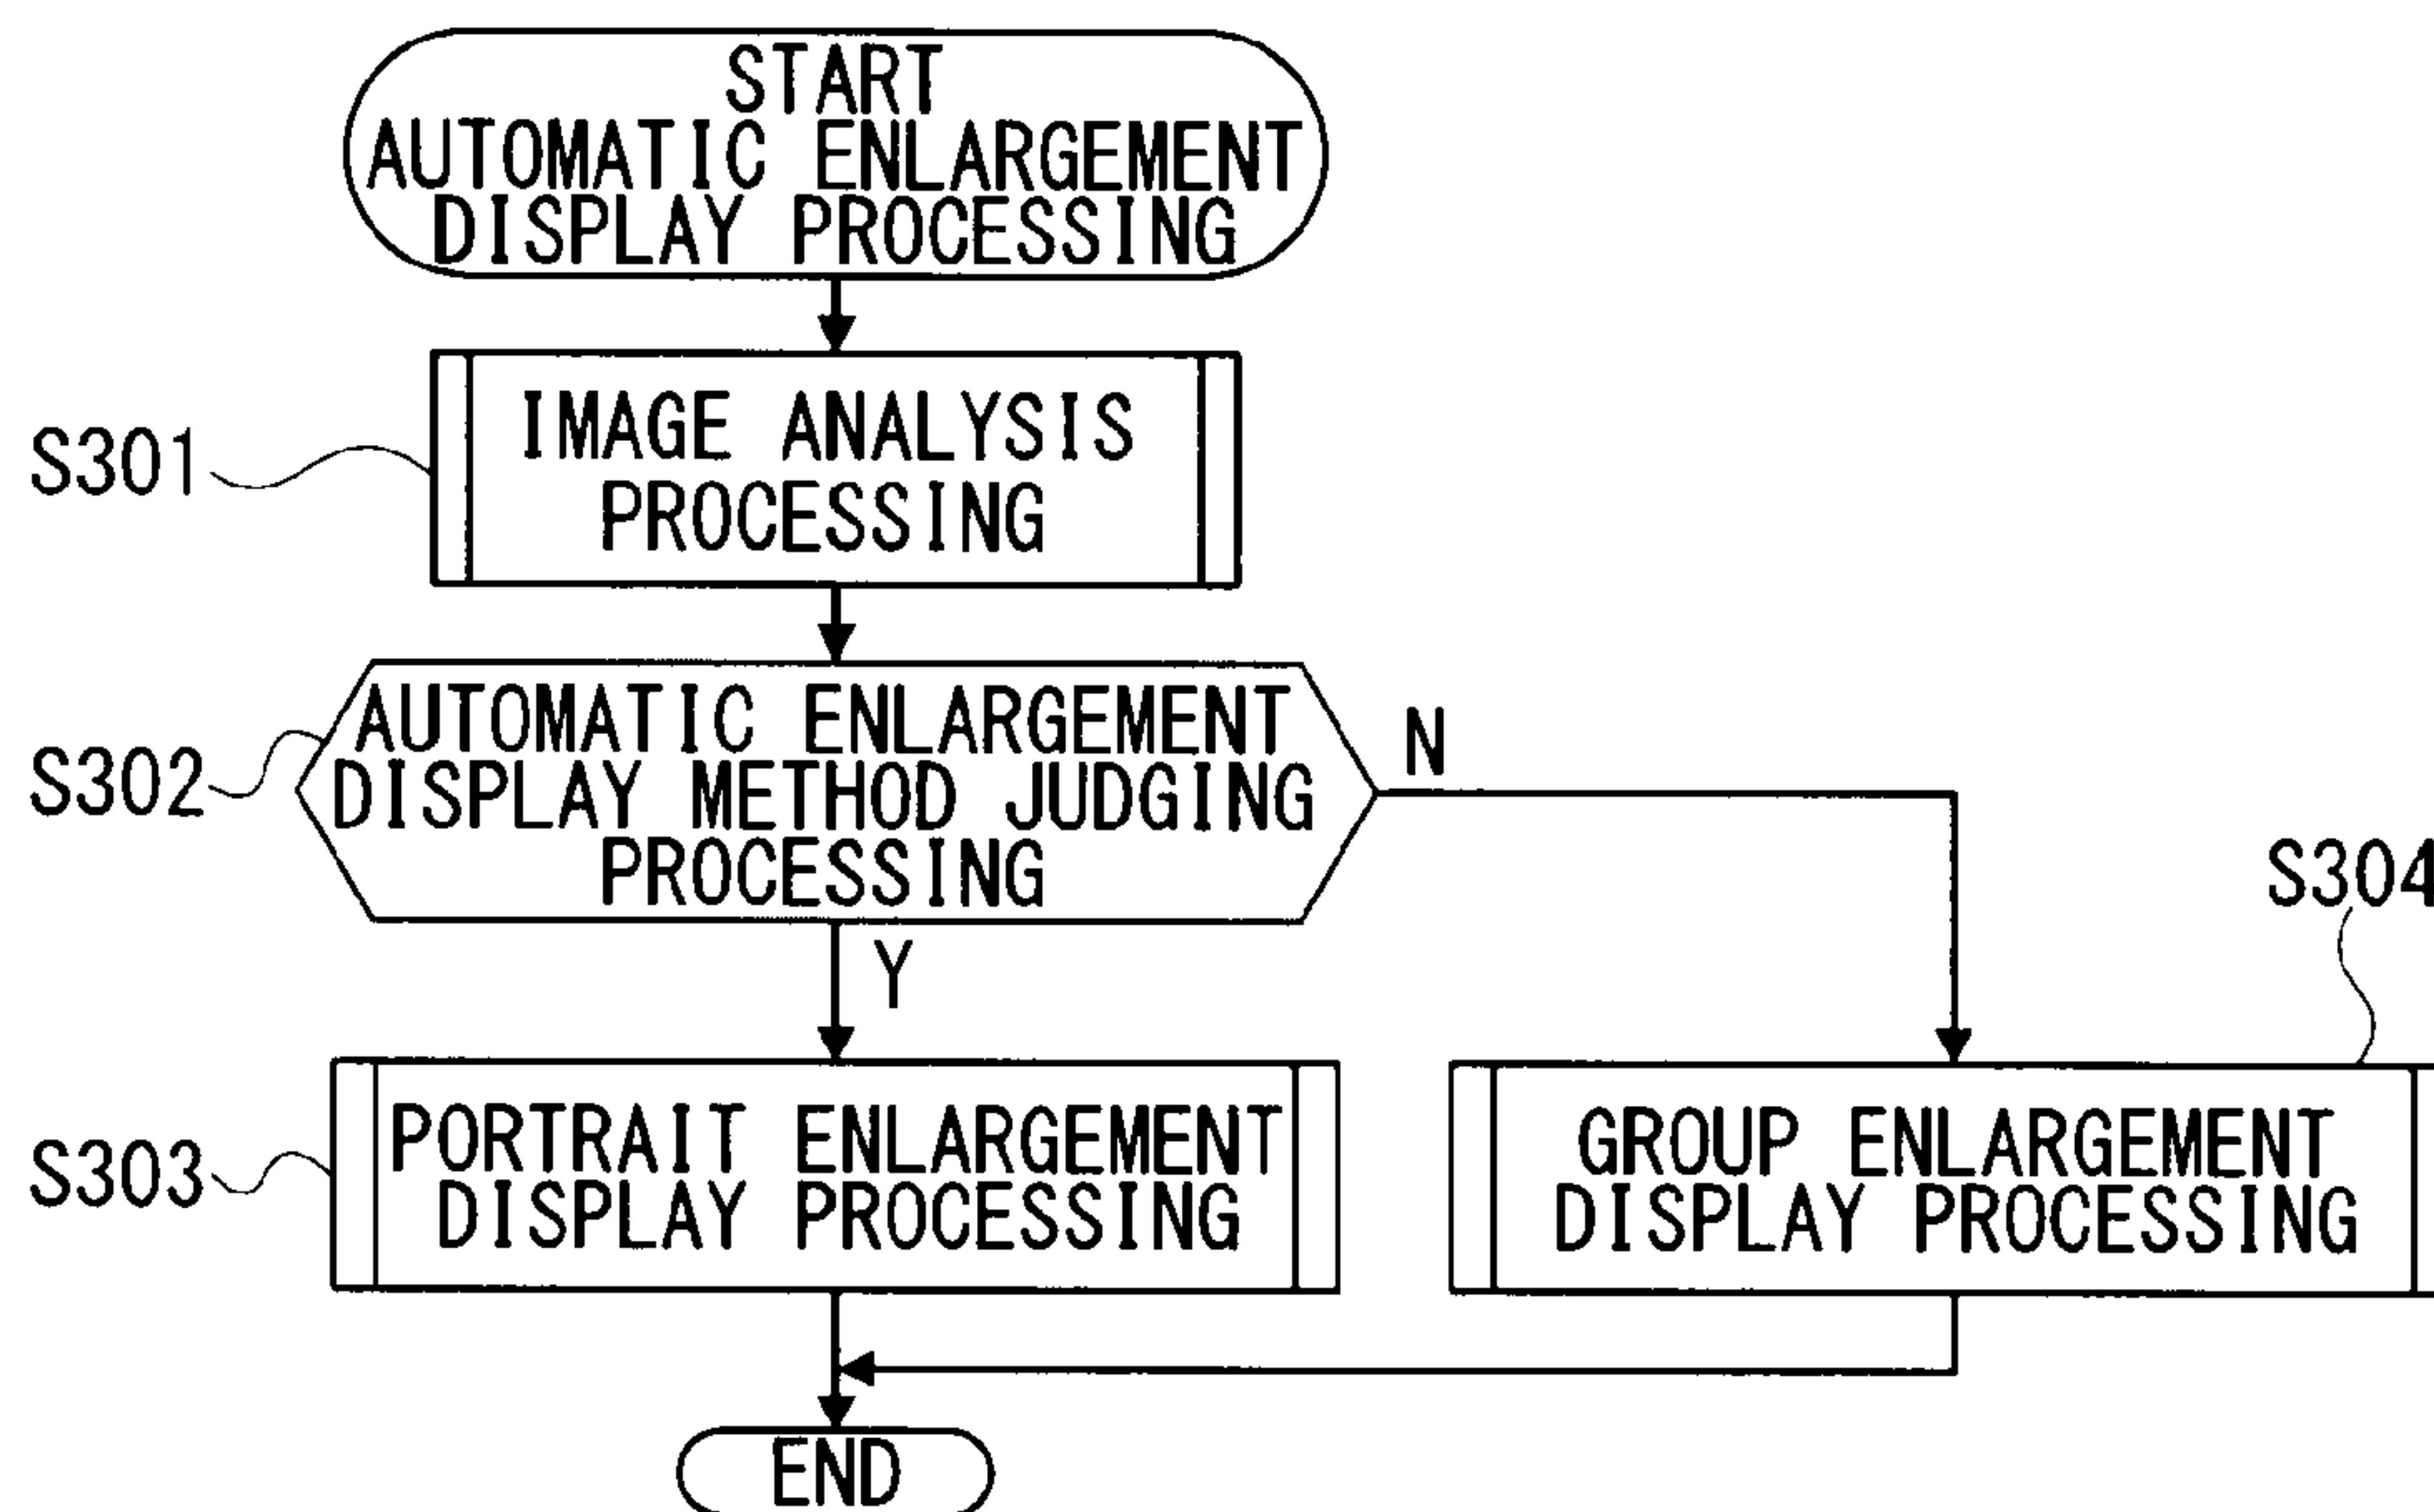 START
AUTOMATIC ENLARGEMENT
DISPLAY PROCESSING
S301
IMAGE ANALYSIS
PROCESSING
S302
AUTOMATIC ENLARGEMENT
DISPLAY METHOD JUDGING
PROCESSING
N
Y
S303
PORTRAIT ENLARGEMENT
DISPLAY PROCESSING
S304
GROUP ENLARGEMENT
DISPLAY PROCESSING
END